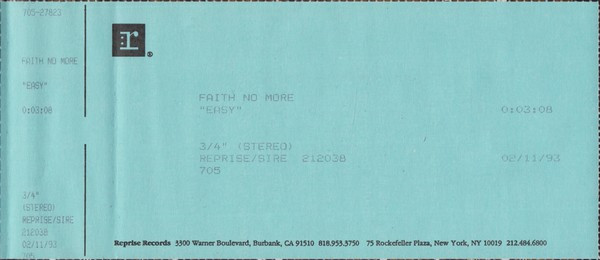 705-27823
FAITH NO MORE
"EASY"
0:03:08
3/4"
(STEREO)
REPRISE/SIRE
212038
02/11/93
705
:r ®
FAITH NO MORE
"EASY" 0:03:08
3/4" (STEREO)
REPRISE/SIRE 212038 02/11/93
705
Reprise Records 3300 Warner Boulevard, Burbank, CA 91510 818.953.3750 75 Rockefeller Plaza, New York, NY 10019 212.484.6800